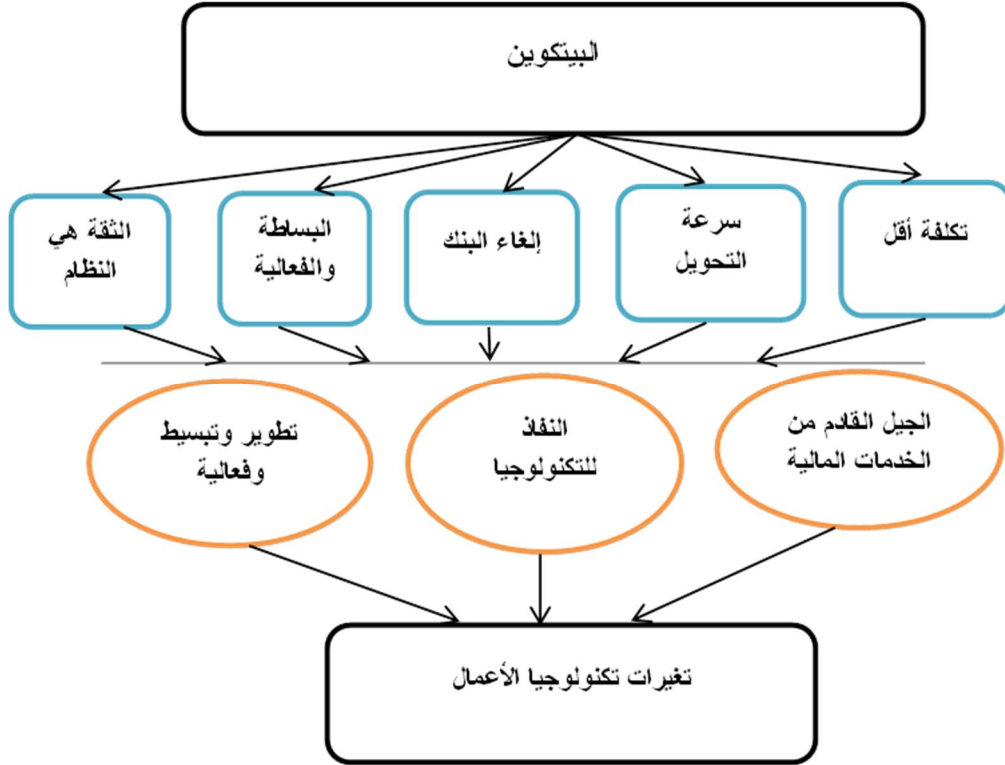 البيتكوين
تكلفة أقل
سرعة
التحويل
إلغاء البنك
البساطة
والفعالية
الثقة هي
النظام
الجيل القادم من
الخدمات المالية
النفاذ
للتكنولوجيا
تطوير وتبسيط
وفعالية
تغيرات تكنولوجيا الأعمال